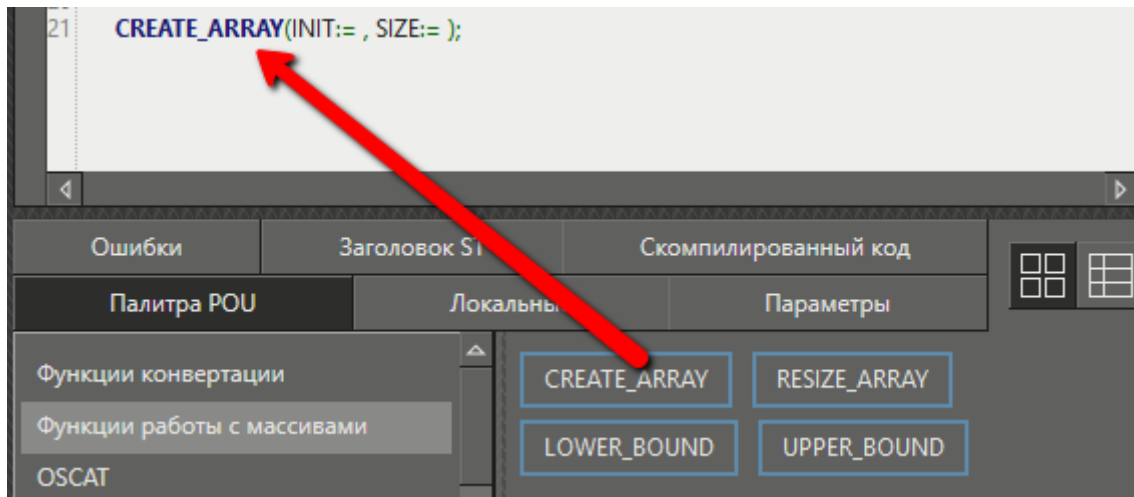 21 CREATE_ARRAY(INIT:= , SIZE:= );
Ошибки Заголовок ST Скомпилированный код
Палитра POU Параметры
Функции конвертации
Функции работы с массивами
OSCAT
CREATE_ARRAY RESIZE_ARRAY
LOWER_BOUND UPPER_BOUND